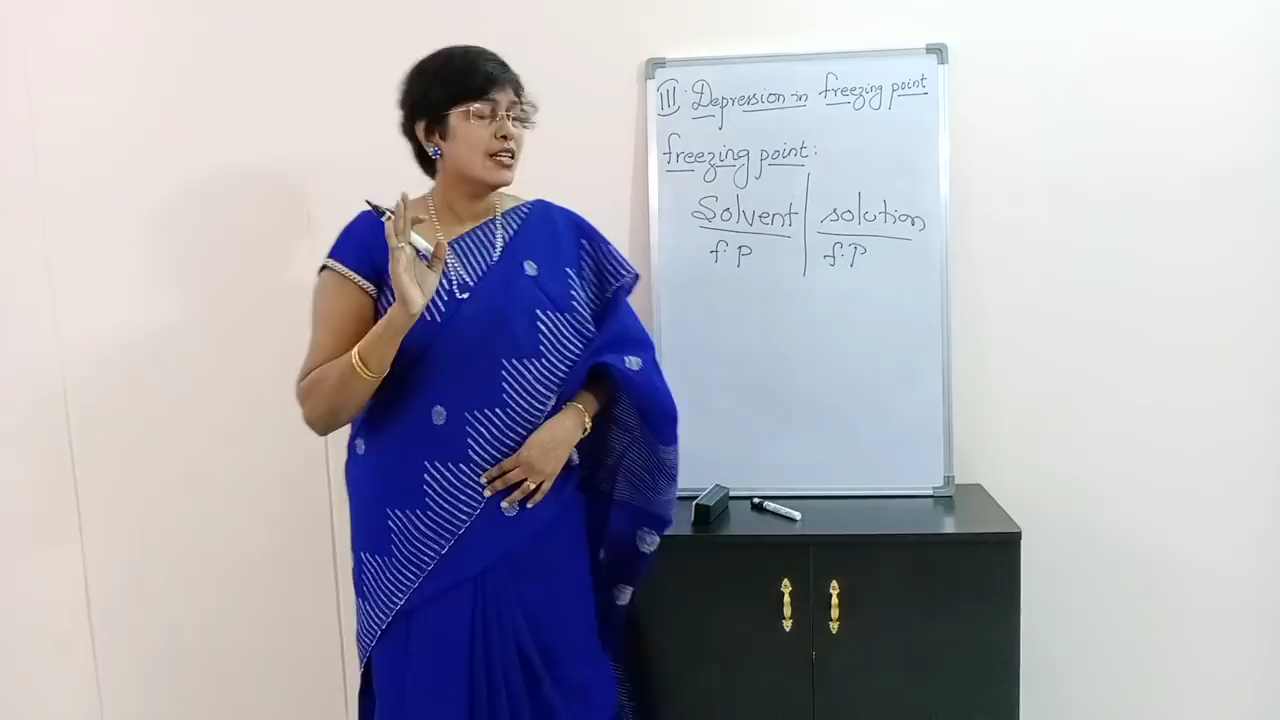 III. Depression in freezing point
freezing point:
Solvent | solution
f.P | f.P